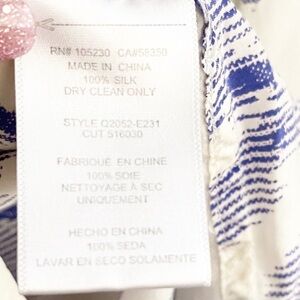 RN# 105230 CA#58350
MADE IN CHINA
100% SILK
DRY CLEAN ONLY
STYLE Q2052-E231
CUT 516030
FABRIQUÉ EN CHINE
100% SOIE
NETTOYAGE À SEC
UNIQUEMENT
HECHO EN CHINA
100% SEDA
LAVAR EN SECO SOLAMENTE